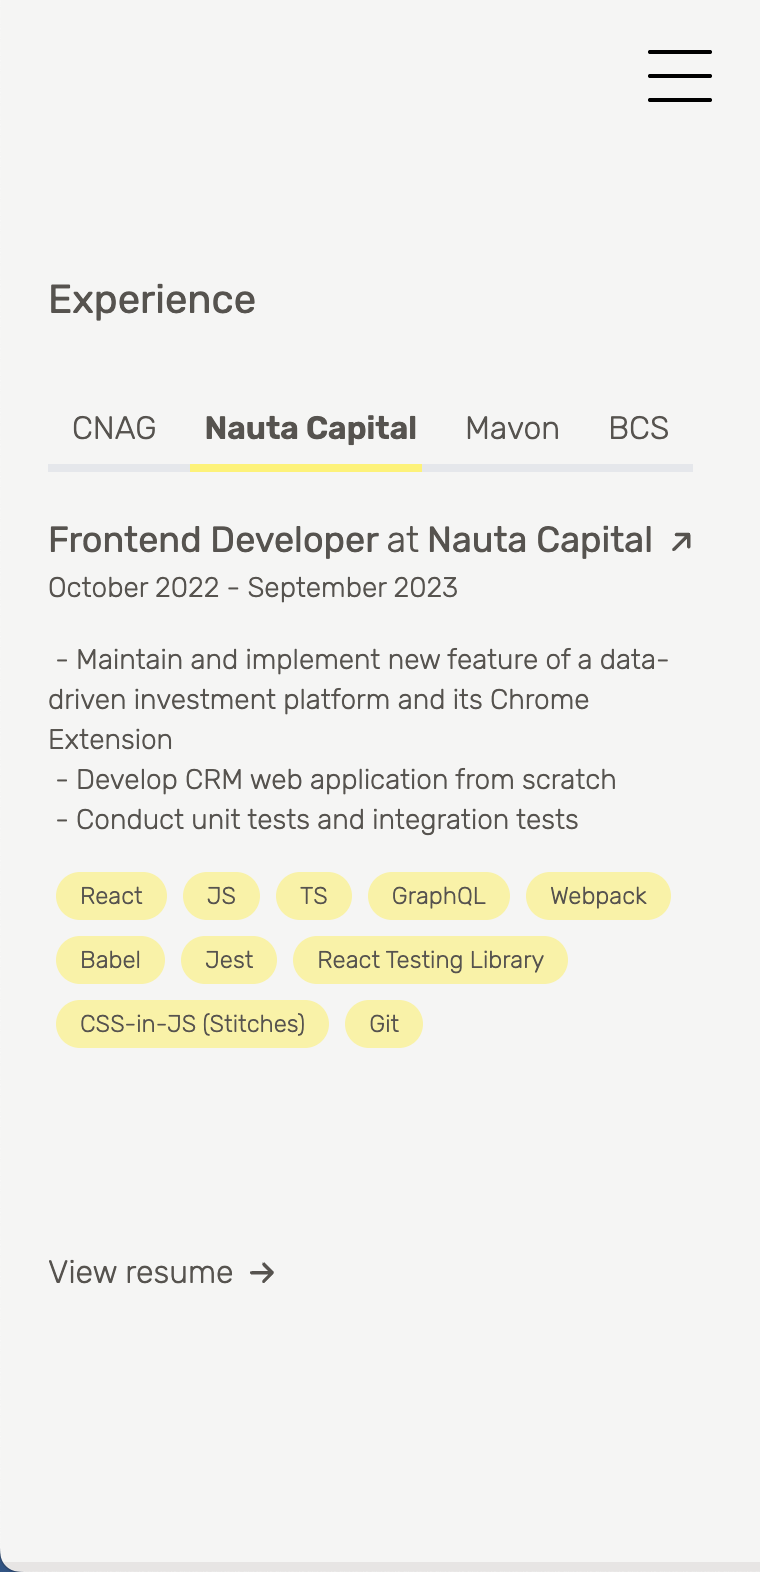 Experience
CNAG Nauta Capital Mavon BCS
Frontend Developer at Nauta Capital
October 2022 - September 2023
- Maintain and implement new feature of a data-
driven investment platform and its Chrome
Extension
- Develop CRM web application from scratch
- Conduct unit tests and integration tests
React JS TS GraphQL Webpack
Babel Jest React Testing Library
CSS-in-JS (Stitches) Git
View resume